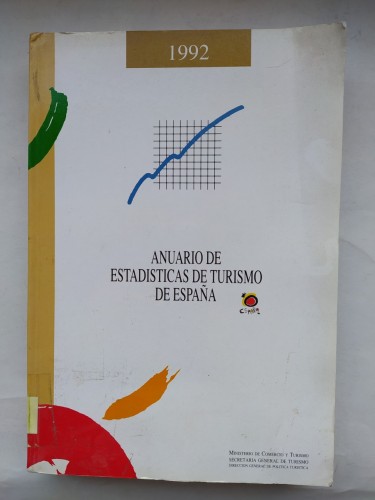 1992
ANUARIO DE
ESTADISTICAS DE TURISMO
DE ESPAÑA
ESPAÑA
MINISTERIO DE COMERCIO Y TURISMO
SECRETARIA GENERAL DE TURISMO
DIRECCION GENERAL DE POLITICA TURISTICA